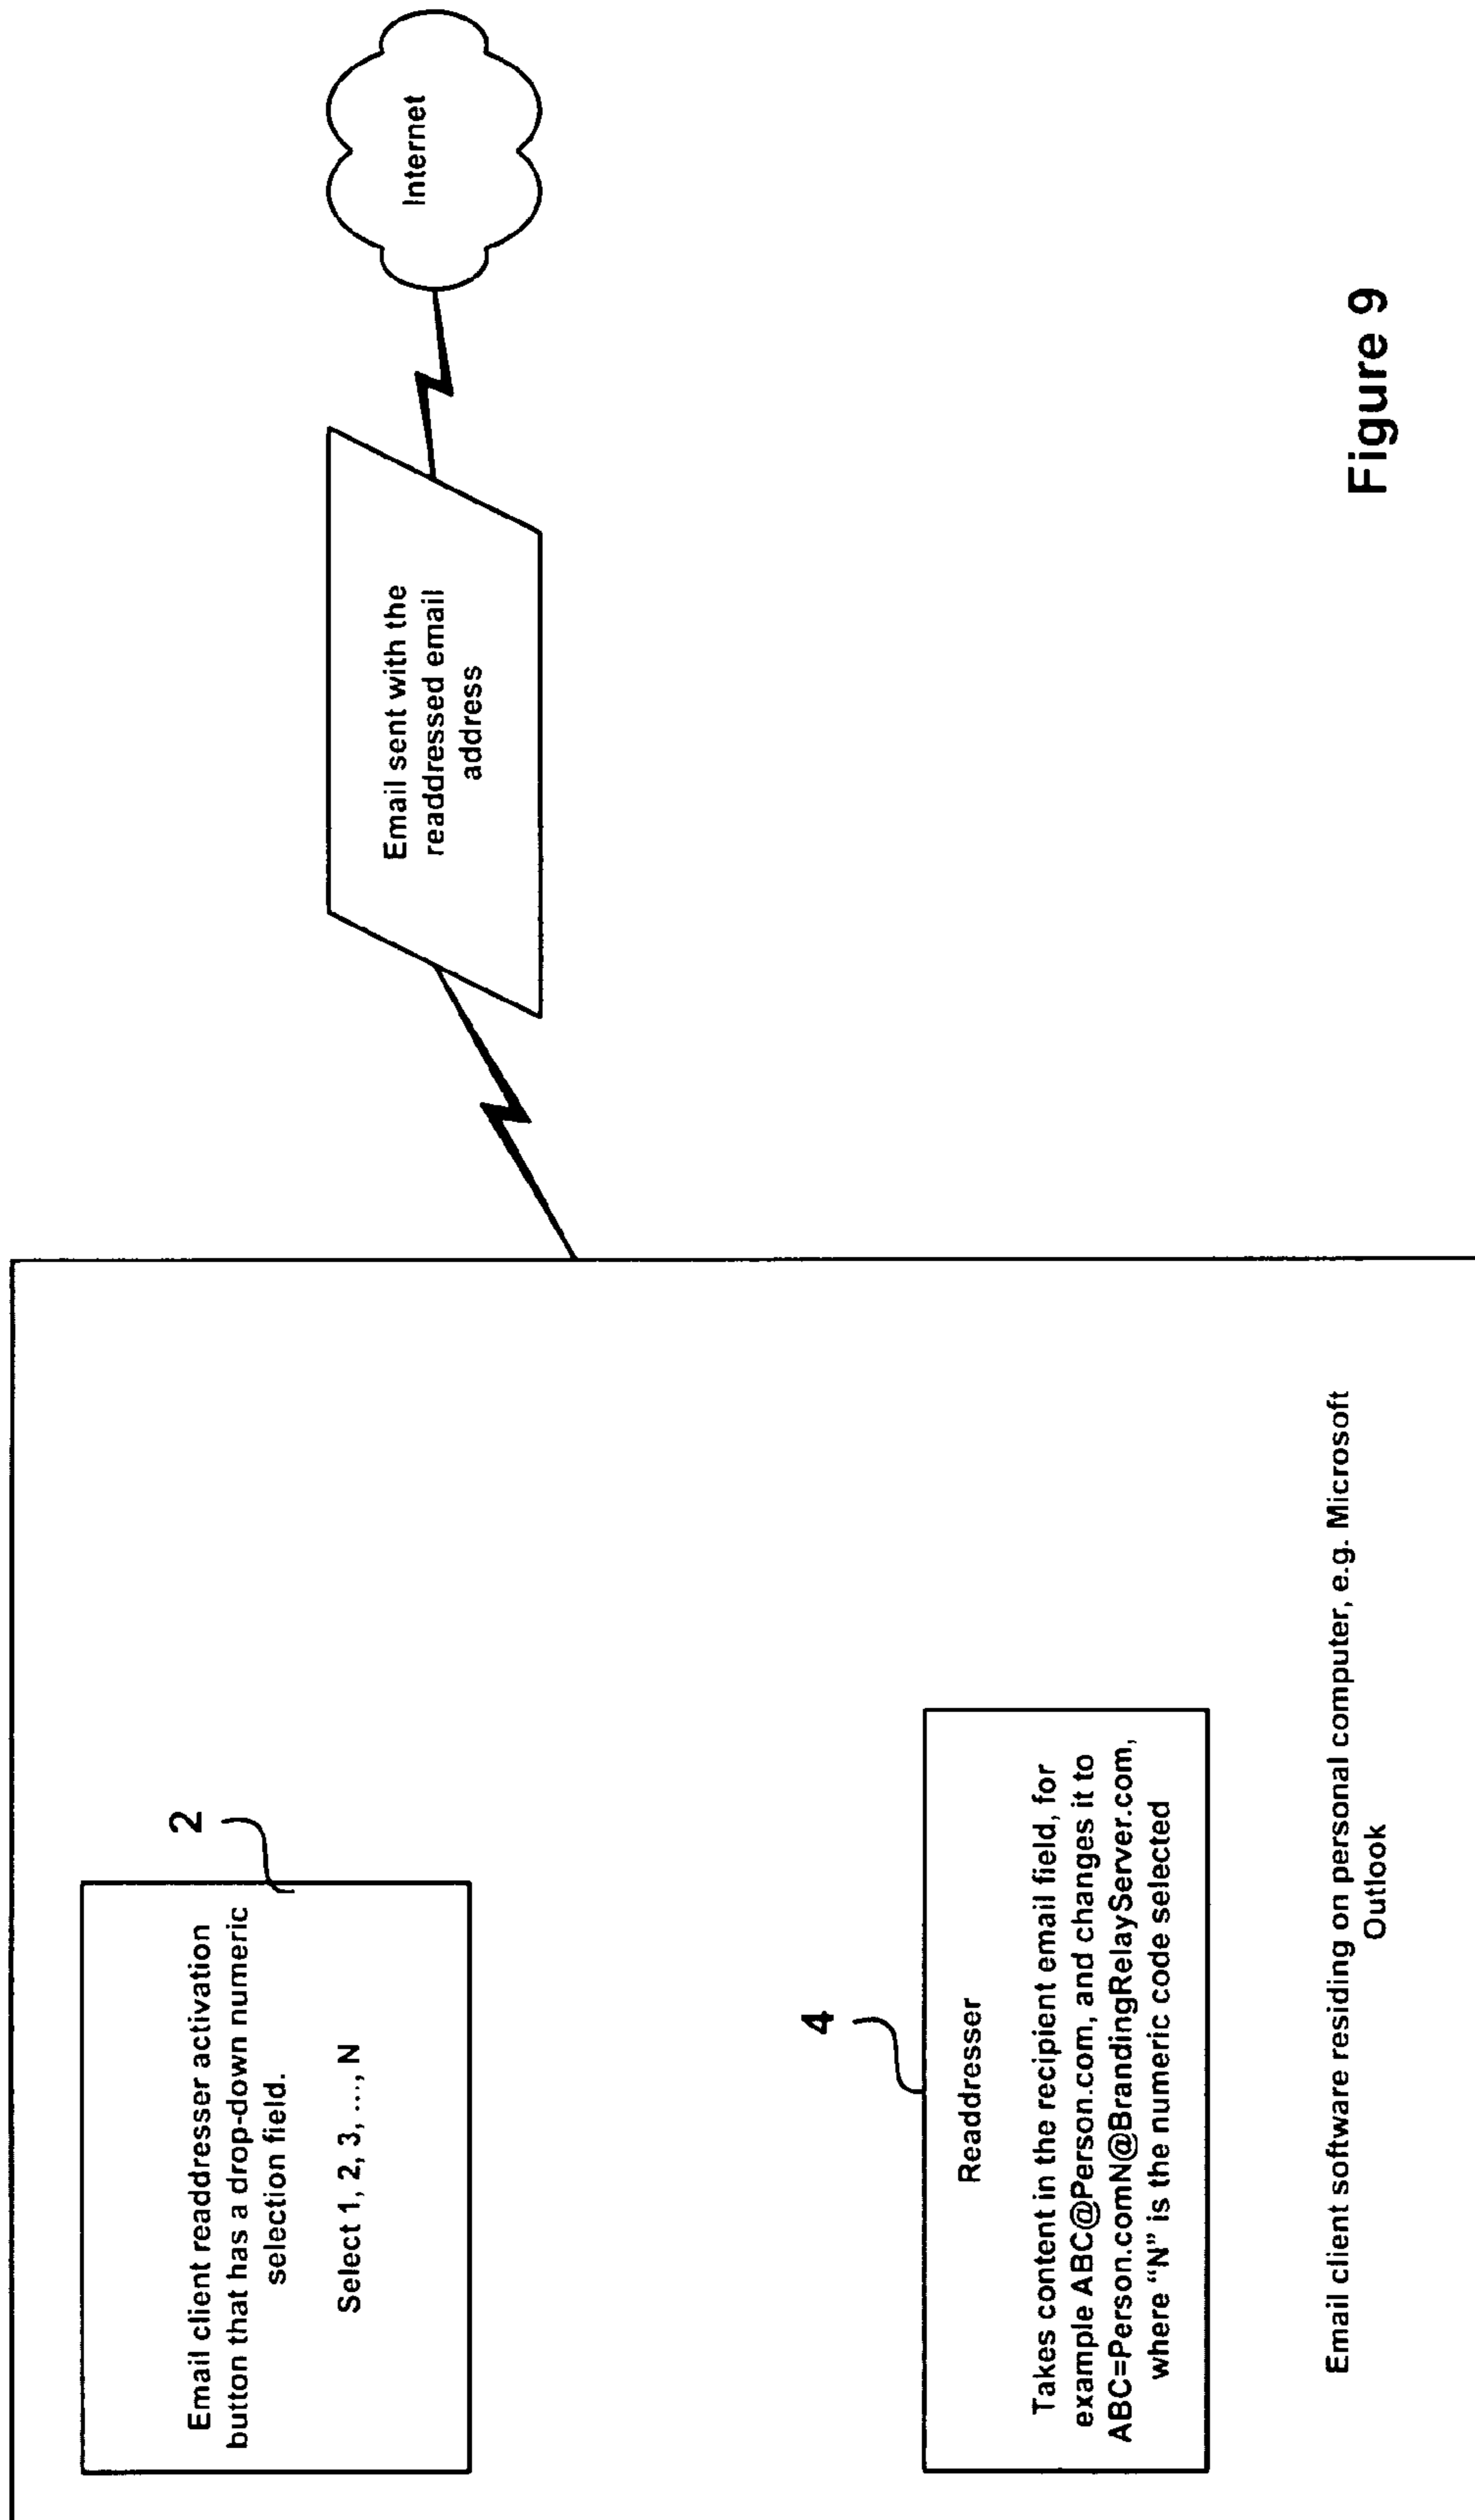 Email client readdresser activation
button that has a drop-down numeric
selection field.
Select 1, 2, 3, ..., N
2
Readdresser
Takes content in the recipient email field, for
example ABC@Person.com, and changes it to
ABC=Person.comN@BrandingRelayServer.com,
where “N” is the numeric code selected
4
Email client software residing on personal computer, e.g. Microsoft
Outlook
Email sent with the
readdressed email
address
Internet
Figure 9